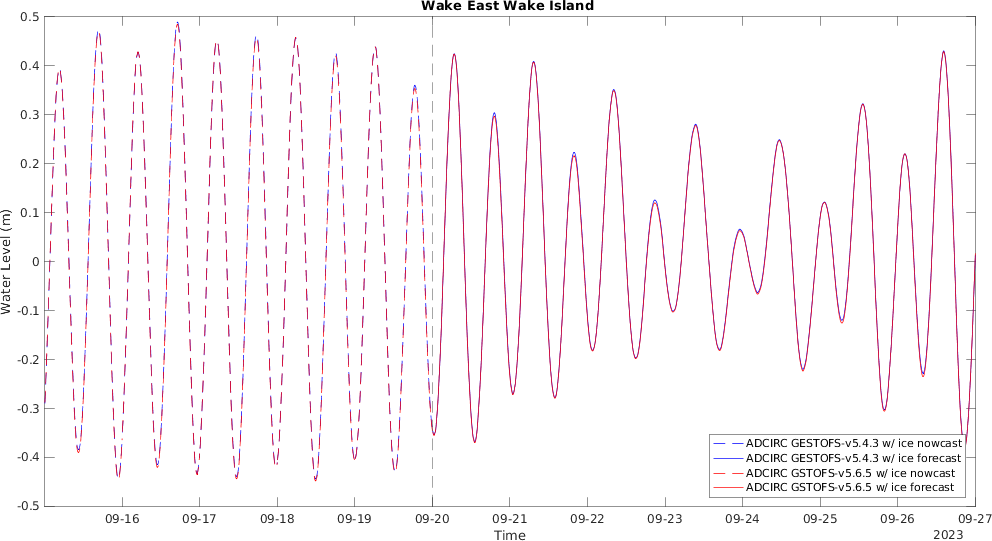 Wake East Wake Island
0.5
0.4
0.3
0.2
0.1
0
-0.1
-0.2
-0.3
-0.4
-0.5
Water Level (m)
ADCIRC GESTOFS-v5.4.3 w/ ice nowcast
ADCIRC GESTOFS-v5.4.3 w/ ice forecast
ADCIRC GSTOFS-v5.6.5 w/ ice nowcast
ADCIRC GSTOFS-v5.6.5 w/ ice forecast
09-16 09-17 09-18 09-19 09-20 09-21 09-22 09-23 09-24 09-25 09-26 09-27
Time
2023